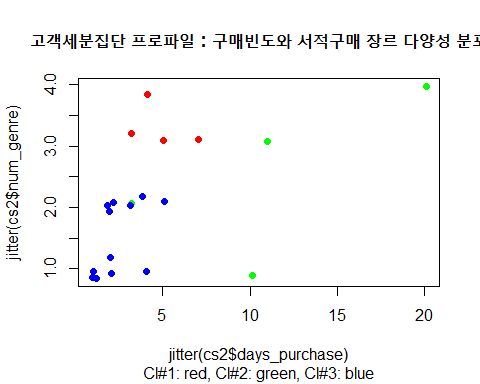 고객세분집단 프로파일 : 구매빈도와 서적구매 장르 다양성 분포
jitter(cs2$num_genre)
4.0
3.0
2.0
1.0
5
10
15
20
jitter(cs2$days_purchase)
Cl#1: red, Cl#2: green, Cl#3: blue